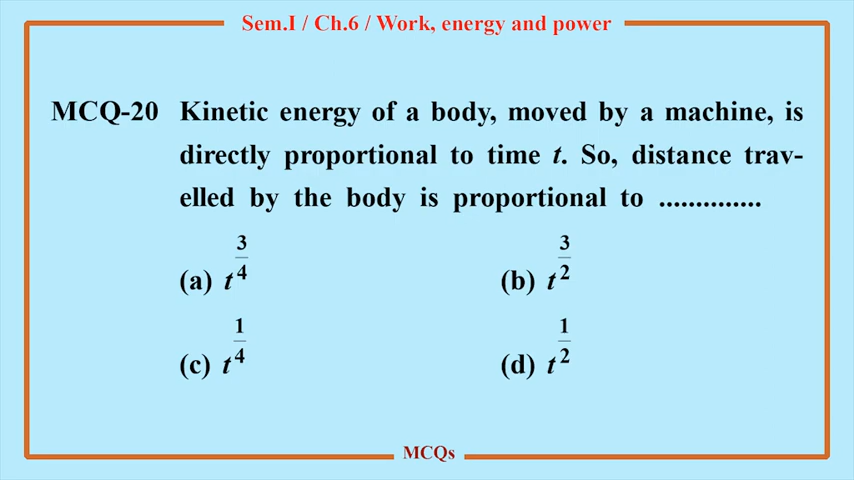 Sem.I / Ch.6 / Work, energy and power
MCQ-20 Kinetic energy of a body, moved by a machine, is
directly proportional to time t. So, distance trav-
elled by the body is proportional to ..............
(a) t^(3/4) (b) t^(3/2)
(c) t^(1/4) (d) t^(1/2)
MCQs